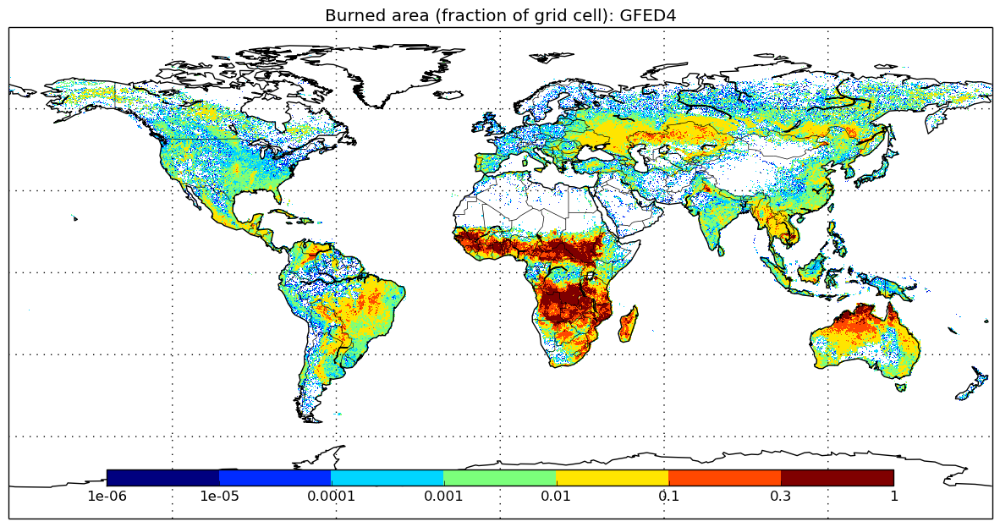 Burned area (fraction of grid cell): GFED4
1e-06 1e-05 0.0001 0.001 0.01 0.1 0.3 1